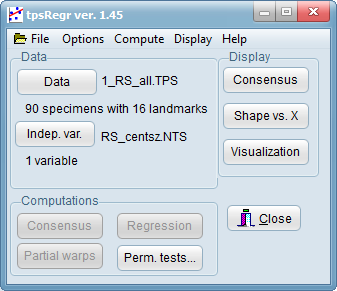 tpsRegr ver. 1.45
File Options Compute Display Help
Data
Data 1_RS_all.TPS
90 specimens with 16 landmarks
Indep. var. RS_centsz.NTS
1 variable
Display
Consensus
Shape vs. X
Visualization
Computations
Consensus Regression
Partial warps Perm. tests...
Close